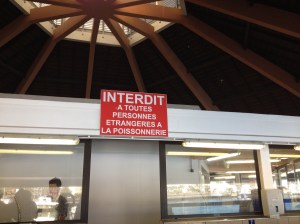 INTERDIT
A TOUTES
PERSONNES
ETRANGERES A
LA POISSONNERIE